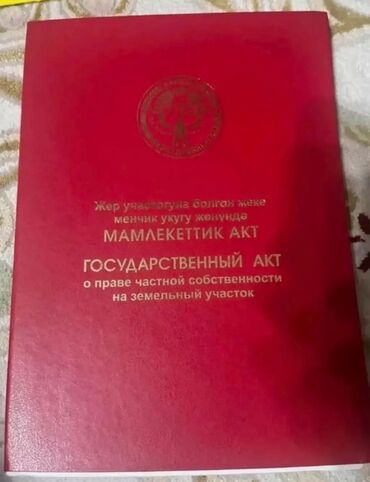 Жер участогуна болгон жеке
менчик укугу жөнүндө
МАМЛЕКЕТТИК АКТ
ГОСУДАРСТВЕННЫЙ АКТ
о праве частной собственности
на земельный участок